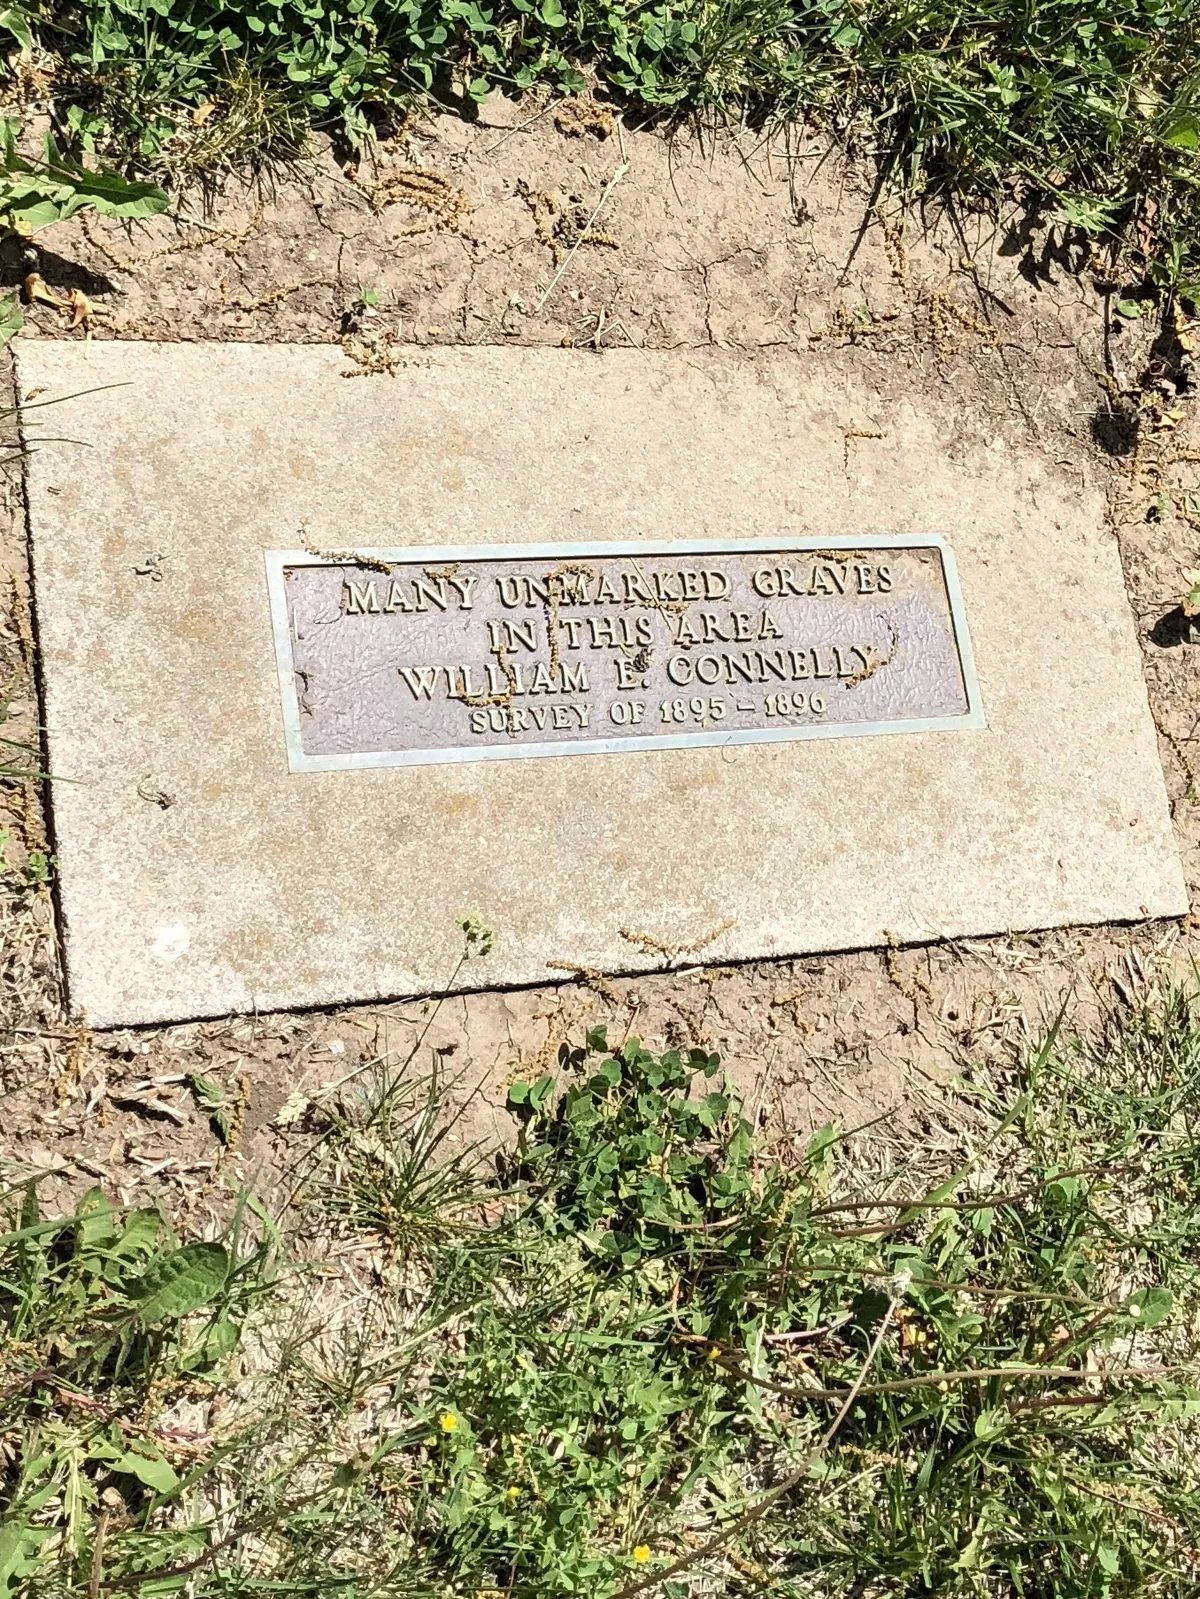 MANY UNMARKED GRAVES
IN THIS AREA
WILLIAM E. CONNELLY
SURVEY OF 1895 – 1896